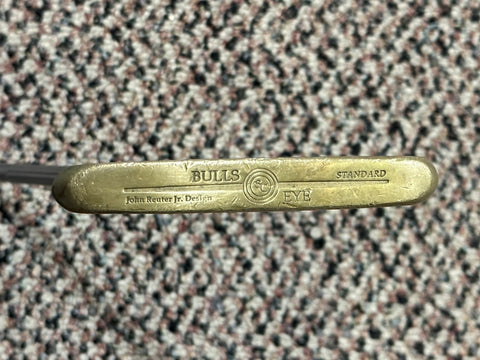 BULLS
STANDARD
John Reuter Jr. Design
EYE